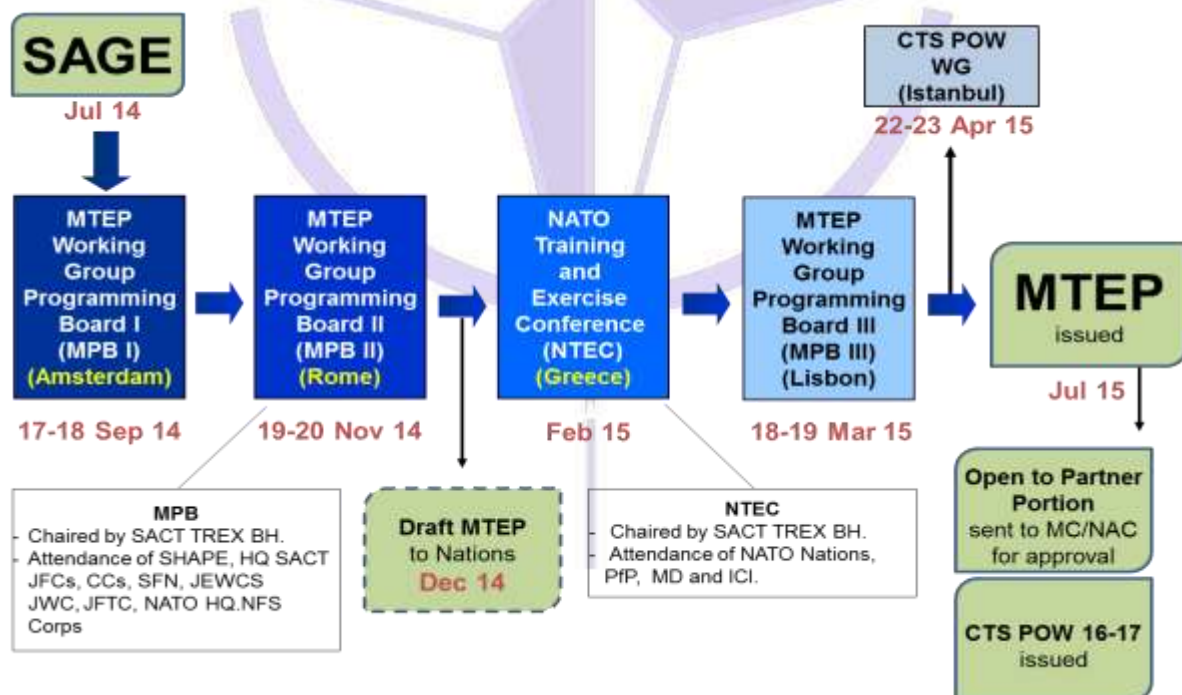 SAGE
Jul 14
CTS POW
WG
(Istanbul)
22-23 Apr 15
MTEP
Working
Group
Programming
Board I
(MPB I)
(Amsterdam)
17-18 Sep 14
MTEP
Working
Group
Programming
Board II
(MPB II)
(Rome)
19-20 Nov 14
NATO
Training
and
Exercise
Conference
(NTEC)
(Greece)
Feb 15
MTEP
Working
Group
Programming
Board III
(MPB III)
(Lisbon)
18-19 Mar 15
MTEP
issued
Jul 15
MPB
- Chaired by SACT TREX BH.
- Attendance of SHAPE, HQ SACT
JFCs, CCs, SFN, JEWCS
JWC, JFTC, NATO HQ.NFS
Corps
Draft MTEP
to Nations
Dec 14
NTEC
- Chaired by SACT TREX BH.
- Attendance of NATO Nations,
PfP, MD and ICI.
Open to Partner
Portion
sent to MC/NAC
for approval
CTS POW 16-17
issued